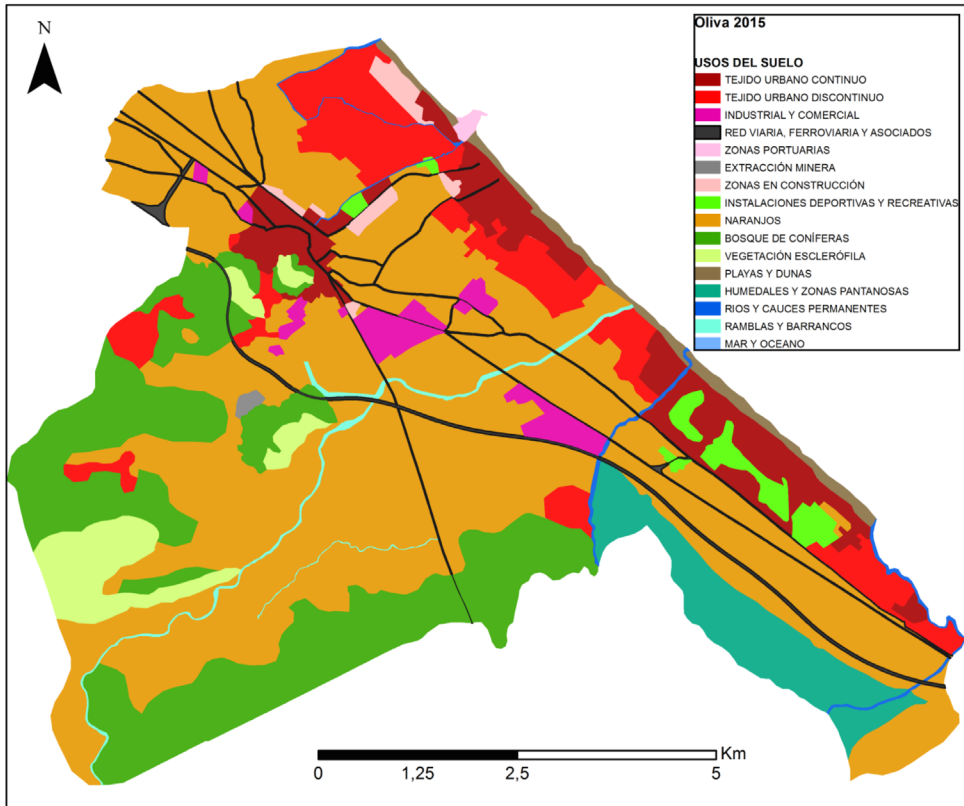 N
Oliva 2015
USOS DEL SUELO
TEJIDO URBANO CONTINUO
TEJIDO URBANO DISCONTINUO
INDUSTRIAL Y COMERCIAL
RED VIARIA, FERROVIARIA Y ASOCIADOS
ZONAS PORTUARIAS
EXTRACCIÓN MINERA
ZONAS EN CONSTRUCCIÓN
INSTALACIONES DEPORTIVAS Y RECREATIVAS
NARANJOS
BOSQUE DE CONÍFERAS
VEGETACIÓN ESCLERÓFILA
PLAYAS Y DUNAS
HUMEDALES Y ZONAS PANTANOSAS
RIOS Y CAUCES PERMANENTES
RAMBLAS Y BARRANCOS
MAR Y OCEANO
Km
0 1,25 2,5 5